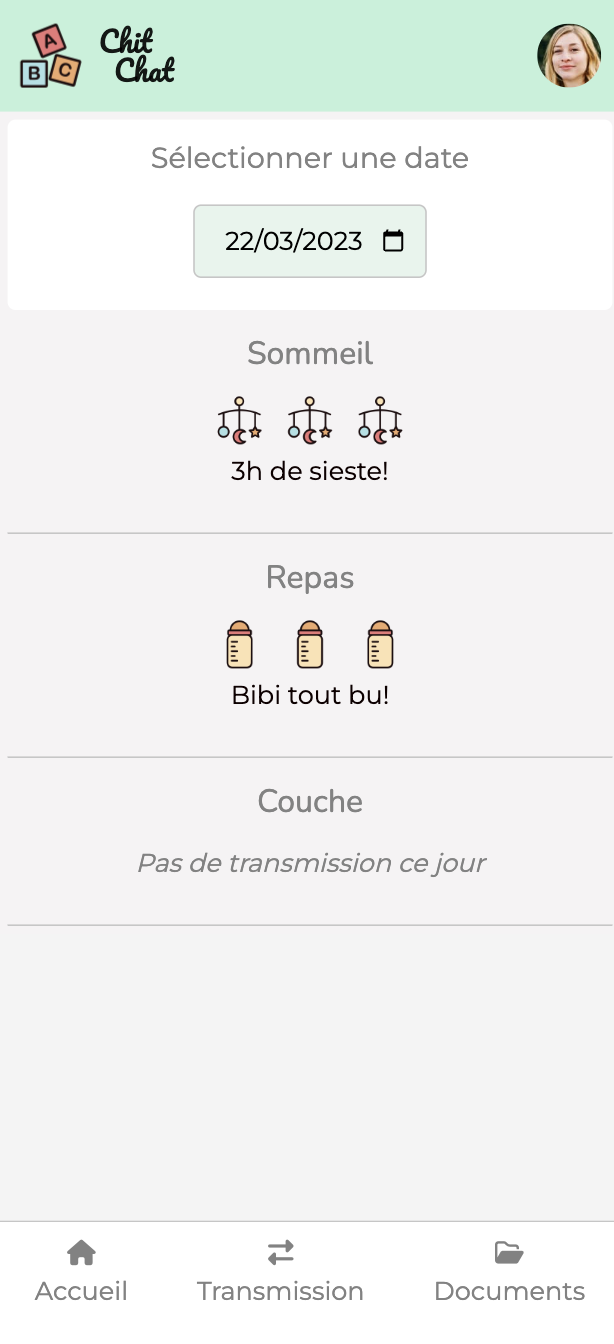 A
B
C
Chit
Chat
Sélectionner une date
22/03/2023
Sommeil
3h de sieste!
Repas
Bibi tout bu!
Couche
Pas de transmission ce jour
Accueil
Transmission
Documents